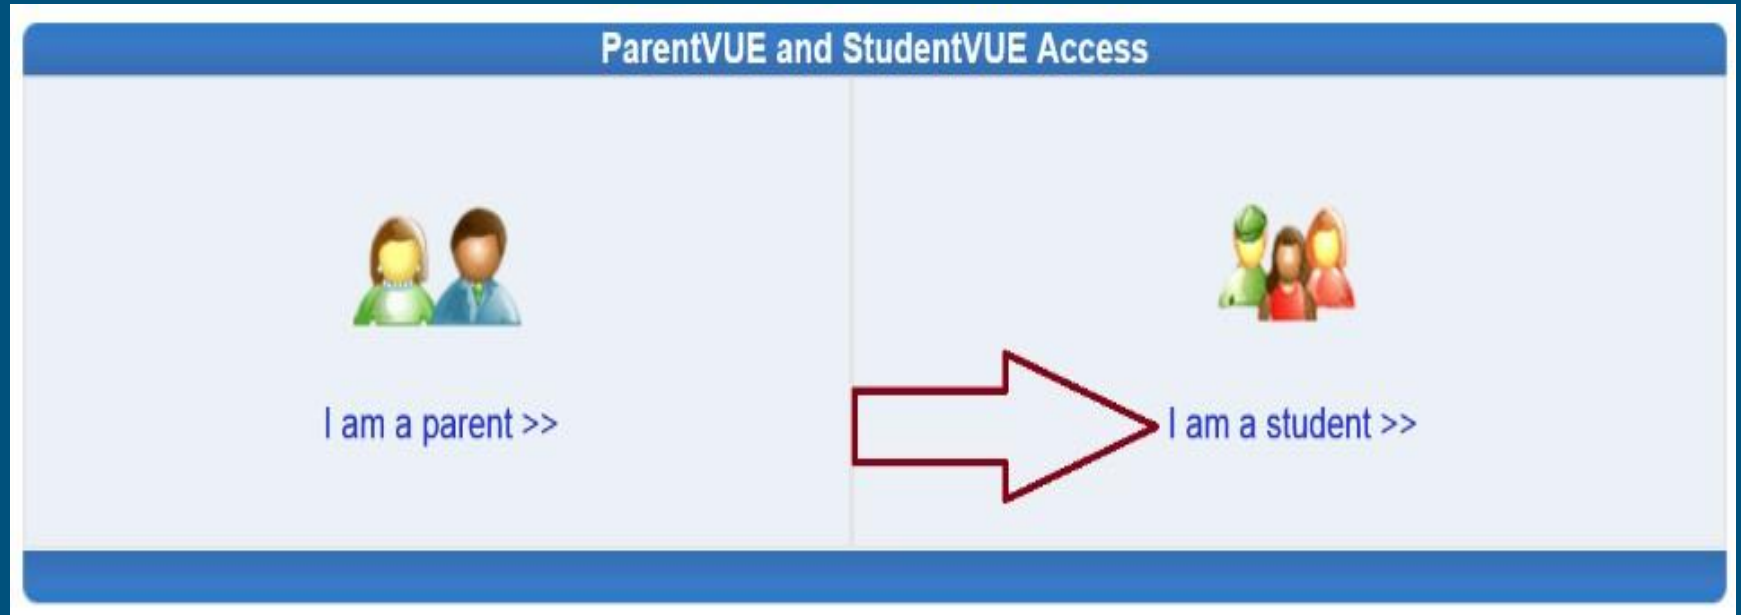 ParentVUE and StudentVUE Access
I am a parent >>
I am a student >>